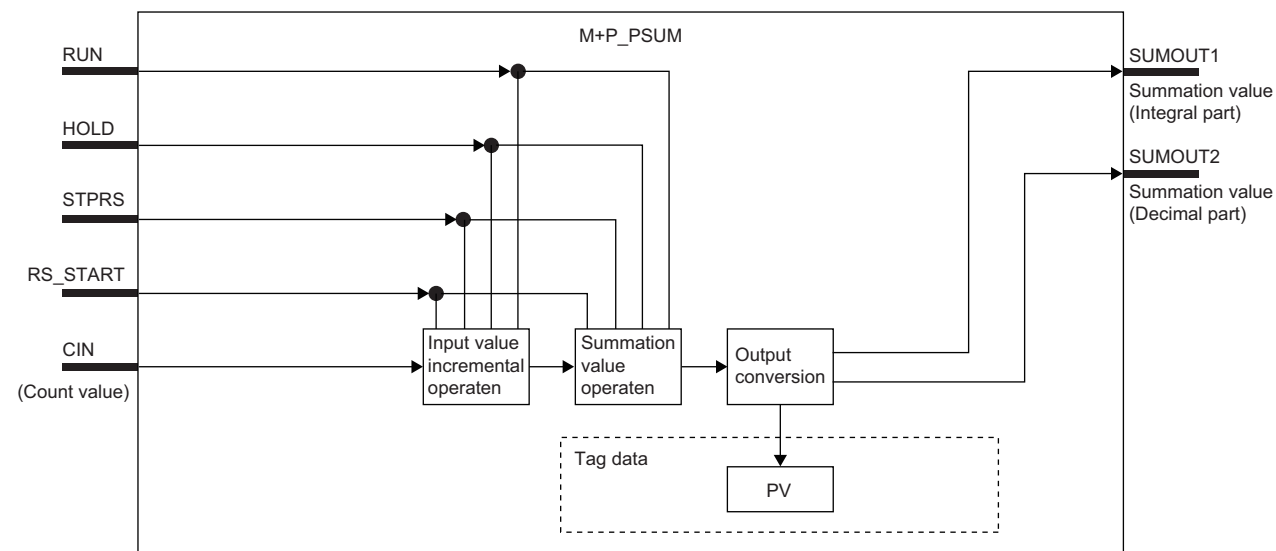 M+P_PSUM
RUN
HOLD
STPRS
RS_START
CIN
(Count value)
Input value
incremental
operaten
Summation
value
operaten
Output
conversion
Tag data
PV
SUMOUT1
Summation value
(Integral part)
SUMOUT2
Summation value
(Decimal part)